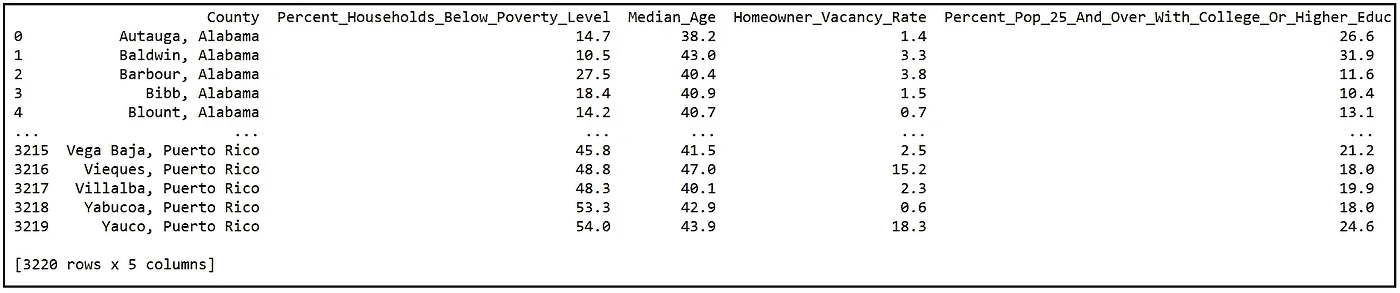 County Percent_Households_Below_Poverty_Level Median_Age Homeowner_Vacancy_Rate Percent_Pop_25_And_Over_With_College_Or_Higher_Educ
0 Autauga, Alabama 14.7 38.2 1.4 26.6
1 Baldwin, Alabama 10.5 43.0 3.3 31.9
2 Barbour, Alabama 27.5 40.4 3.8 11.6
3 Bibb, Alabama 18.4 40.9 1.5 10.4
4 Blount, Alabama 14.2 40.7 0.7 13.1
... ... ... ... ... ...
3215 Vega Baja, Puerto Rico 45.8 41.5 2.5 21.2
3216 Vieques, Puerto Rico 48.8 47.0 15.2 18.0
3217 Villalba, Puerto Rico 48.3 40.1 2.3 19.9
3218 Yabucoa, Puerto Rico 53.3 42.9 0.6 18.0
3219 Yauco, Puerto Rico 54.0 43.9 18.3 24.6
[3220 rows x 5 columns]